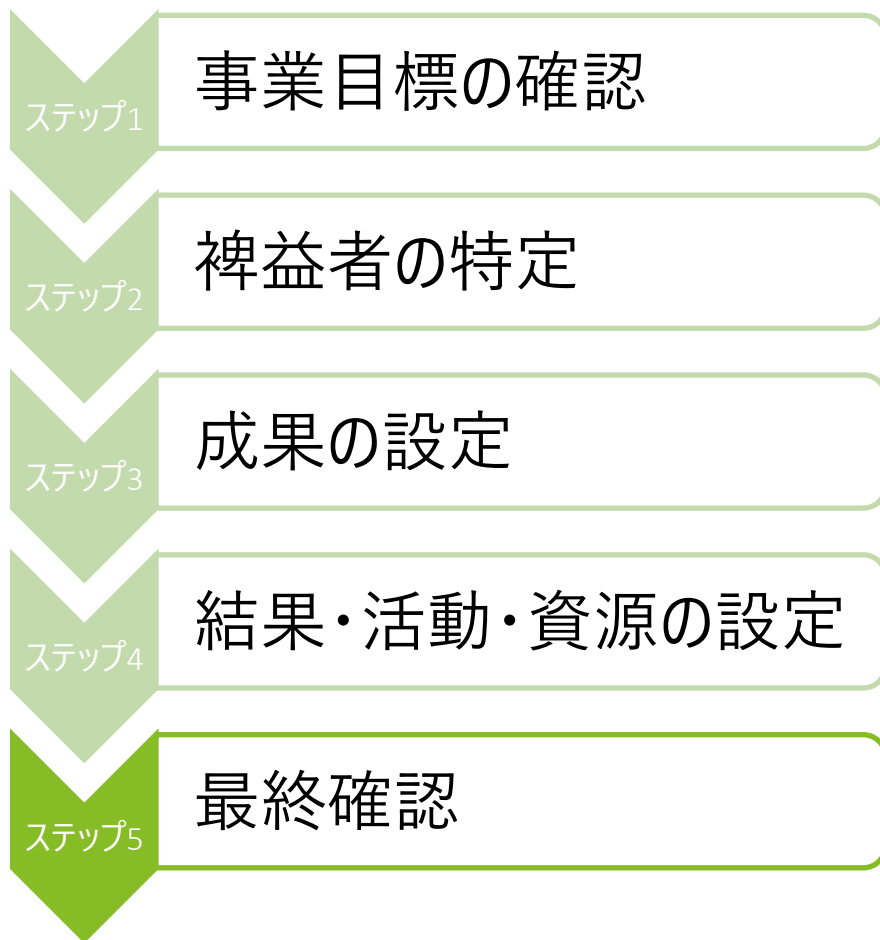 ステップ1
事業目標の確認
ステップ2
裨益者の特定
ステップ3
成果の設定
ステップ4
結果・活動・資源の設定
ステップ5
最終確認